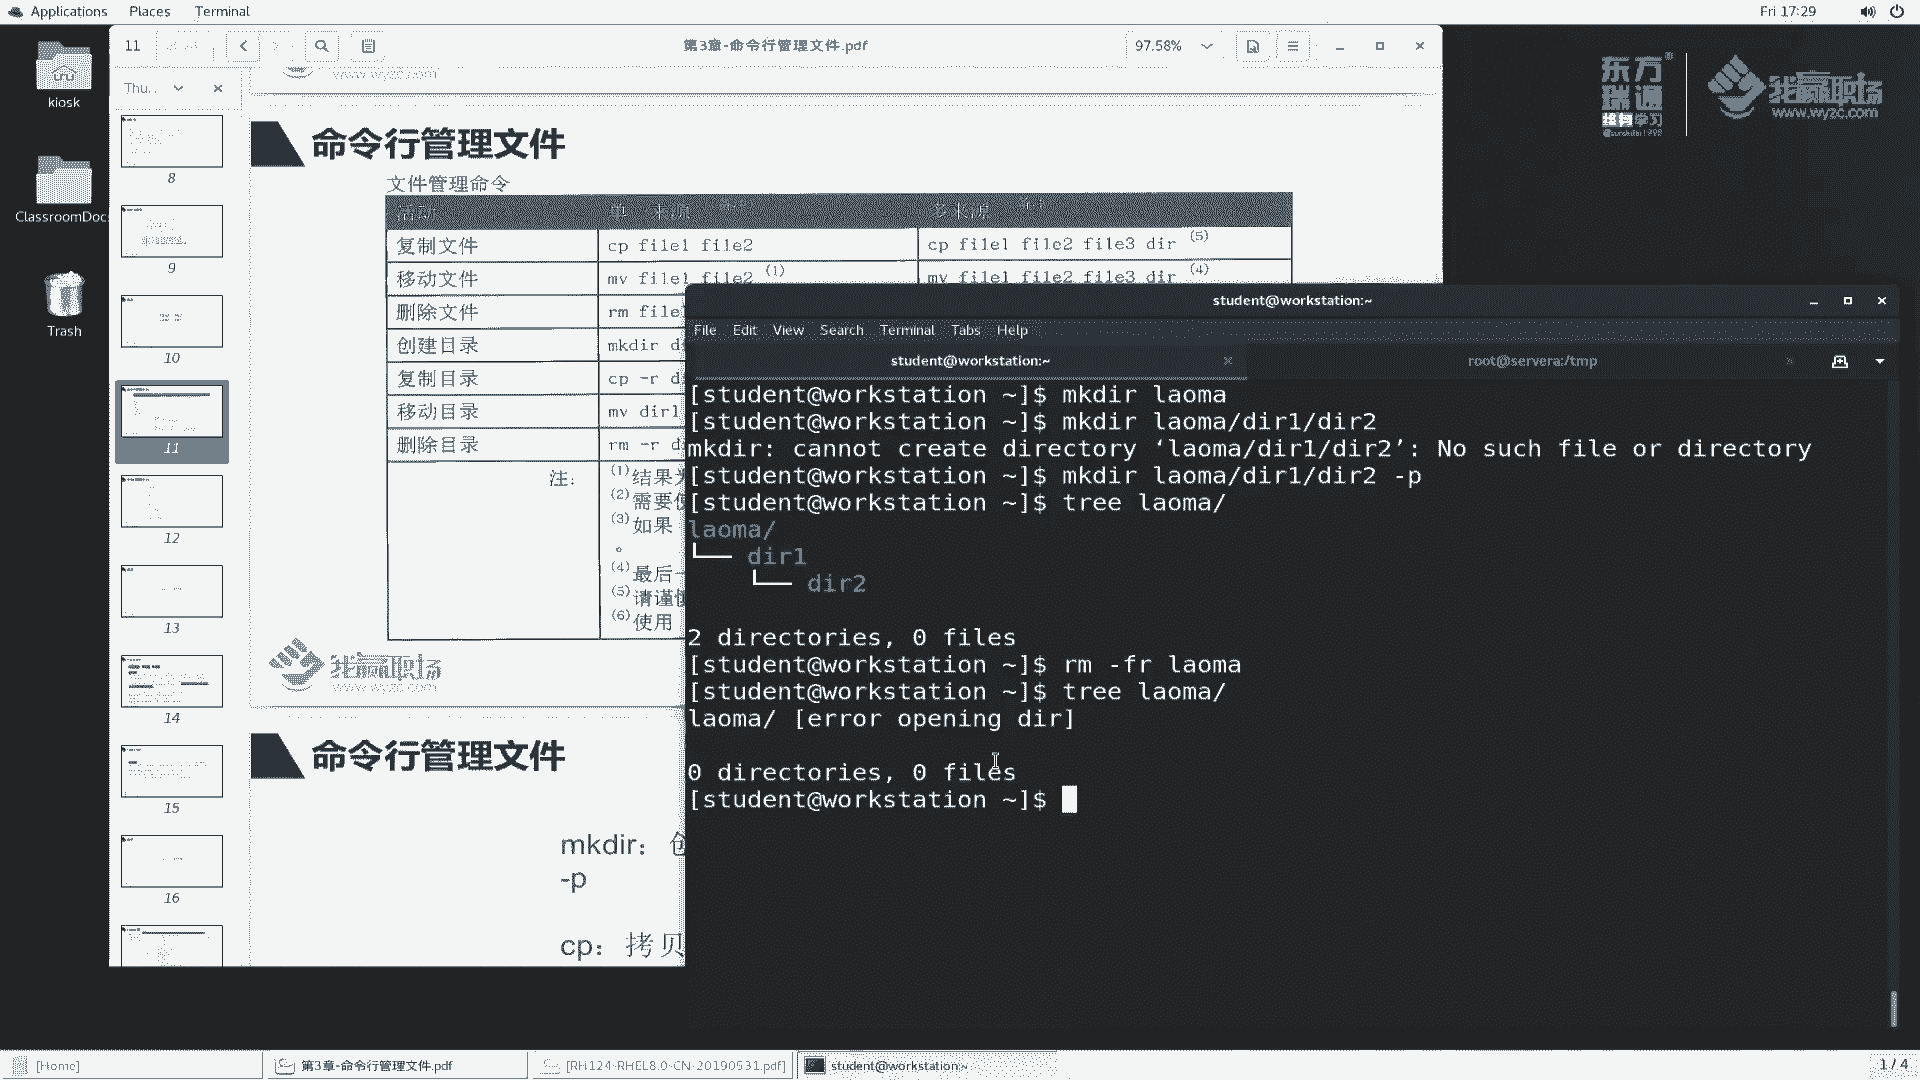 Applications Places Terminal
Fri 17:29
kiosk
ClassroomDoc
Trash
11
第3章-命令行管理文件.pdf
97.58%
Thu..
8
9
10
11
12
13
14
15
16
www.wyzc.com
命令行管理文件
文件管理命令
活动 单一来源 多来源
复制文件 cp file1 file2 cp file1 file2 file3 dir (5)
移动文件 mv file1 file2 (1) mv file1 file2 file3 dir (4)
删除文件 rm file
创建目录 mkdir d
复制目录 cp -r d
移动目录 mv dir1
删除目录 rm -r d
注:
(1)结果
(2)需要
(3)如果
。
(4)最后一
(5)请谨
(6)使用
我赢职场
www.wyzc.com
命令行管理文件
mkdir:
-p
cp: 拷贝
东方瑞通
终身学习
我赢职场
www.wyzc.com
student@workstation:~
File Edit View Search Terminal Tabs Help
student@workstation:~
root@servera:/tmp
[student@workstation ~]$ mkdir laoma
[student@workstation ~]$ mkdir laoma/dir1/dir2
mkdir: cannot create directory ‘laoma/dir1/dir2’: No such file or directory
[student@workstation ~]$ mkdir laoma/dir1/dir2 -p
[student@workstation ~]$ tree laoma/
laoma/
└── dir1
└── dir2
2 directories, 0 files
[student@workstation ~]$ rm -fr laoma
[student@workstation ~]$ tree laoma/
laoma/ [error opening dir]
0 directories, 0 files
[student@workstation ~]$
[Home]
第3章-命令行管理文件.pdf
[RH124-RHEL8.0-CN-20190531.pdf]
student@workstation:~
1 / 4